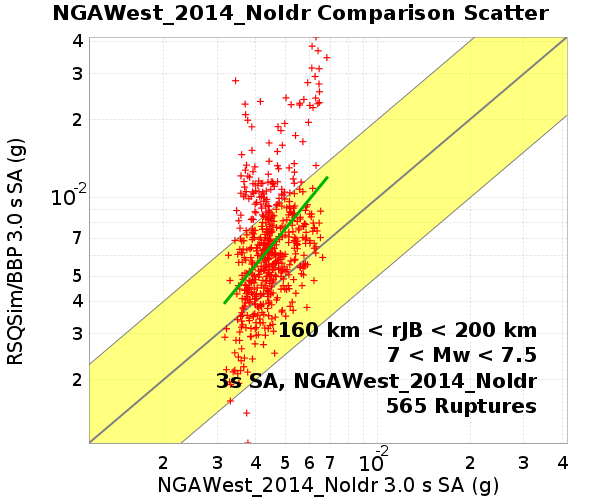 NGAWest_2014_NoIdr Comparison Scatter
4
3
2
10-2
7
6
5
4
3
2
RSQSim/BBP 3.0 s SA (g)
160 km < rJB < 200 km
7 < Mw < 7.5
3s SA, NGAWest_2014_NoIdr
565 Ruptures
2 3 4 5 6 7 10-2 2 3 4
NGAWest_2014_NoIdr 3.0 s SA (g)